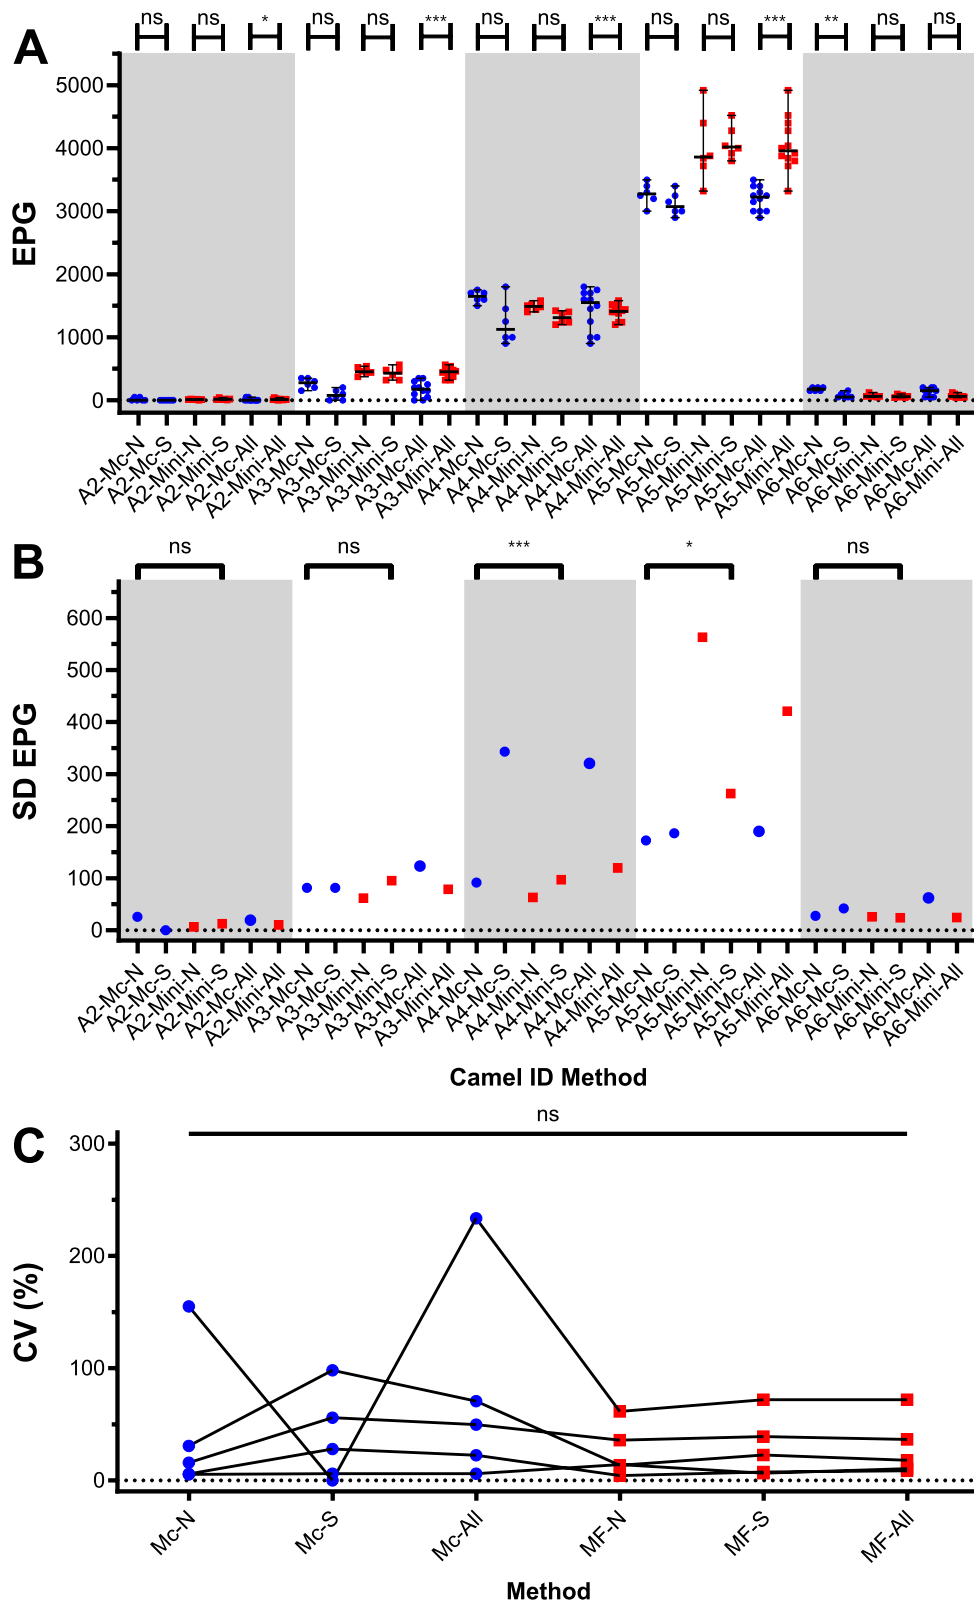 A
ns ns * ns ns *** ns ns *** ns ns *** ** ns ns
EPG
5000
4000
3000
2000
1000
0
A2-Mc-N
A2-Mc-S
A2-Mini-N
A2-Mini-S
A2-Mc-All
A2-Mini-All
A3-Mc-N
A3-Mc-S
A3-Mini-N
A3-Mini-S
A3-Mc-All
A3-Mini-All
A4-Mc-N
A4-Mc-S
A4-Mini-N
A4-Mini-S
A4-Mc-All
A4-Mini-All
A5-Mc-N
A5-Mc-S
A5-Mini-N
A5-Mini-S
A5-Mc-All
A5-Mini-All
A6-Mc-N
A6-Mc-S
A6-Mini-N
A6-Mini-S
A6-Mc-All
A6-Mini-All
B
ns ns *** * ns
SD EPG
600
500
400
300
200
100
0
A2-Mc-N
A2-Mc-S
A2-Mini-N
A2-Mini-S
A2-Mc-All
A2-Mini-All
A3-Mc-N
A3-Mc-S
A3-Mini-N
A3-Mini-S
A3-Mc-All
A3-Mini-All
A4-Mc-N
A4-Mc-S
A4-Mini-N
A4-Mini-S
A4-Mc-All
A4-Mini-All
A5-Mc-N
A5-Mc-S
A5-Mini-N
A5-Mini-S
A5-Mc-All
A5-Mini-All
A6-Mc-N
A6-Mc-S
A6-Mini-N
A6-Mini-S
A6-Mc-All
A6-Mini-All
Camel ID Method
C
ns
CV (%)
300
200
100
0
Mc-N
Mc-S
Mc-All
MF-N
MF-S
MF-All
Method